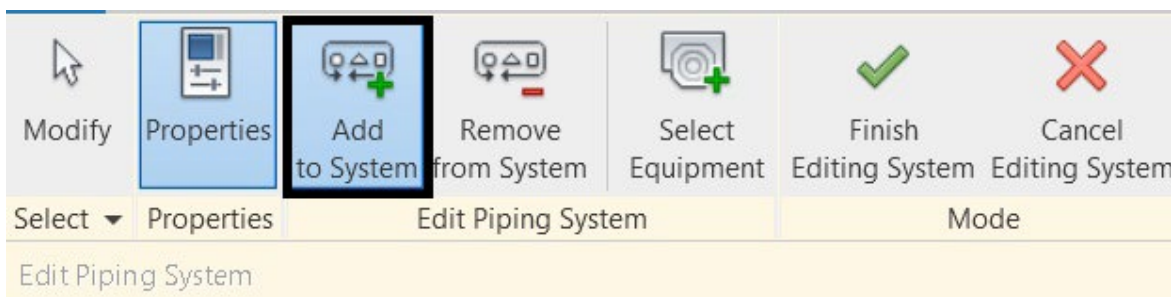 Modify Properties Add Remove Select Finish Cancel
to System from System Equipment Editing System Editing System
Select Properties Edit Piping System Mode
Edit Piping System